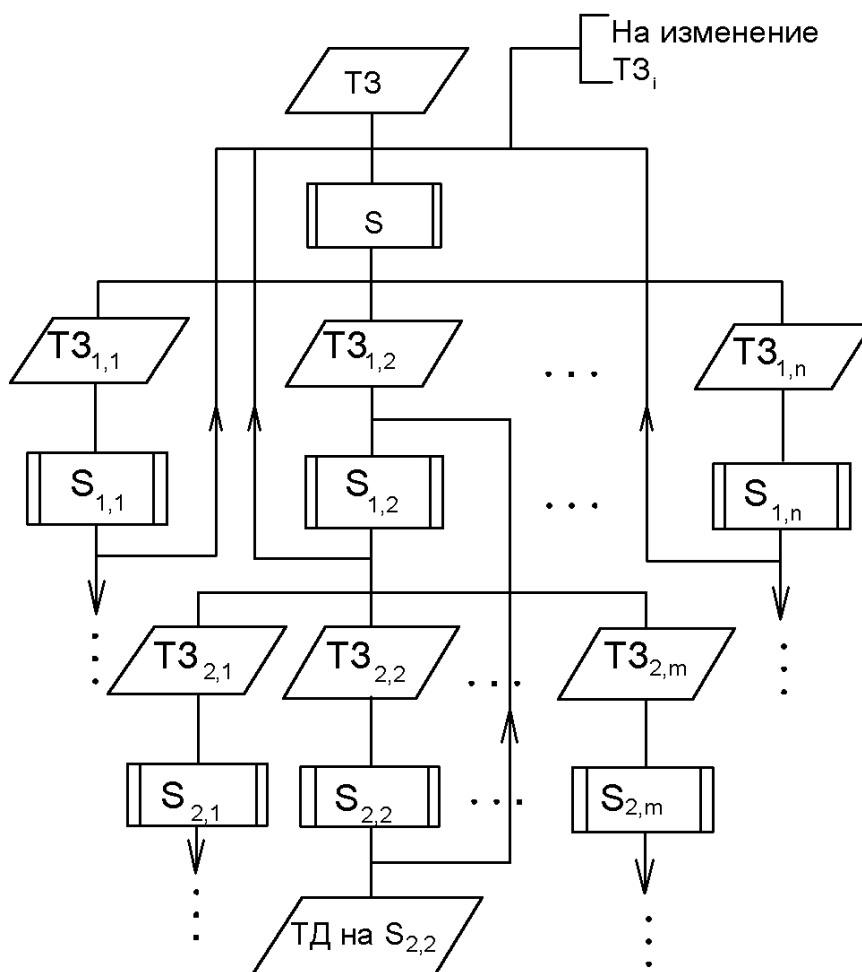 На изменение
ТЗi
ТЗ
S
ТЗ1,1
ТЗ1,2
. . .
ТЗ1,n
S1,1
S1,2
. . .
S1,n
ТЗ2,1
ТЗ2,2
. . .
ТЗ2,m
S2,1
S2,2
. . .
S2,m
ТД на S2,2